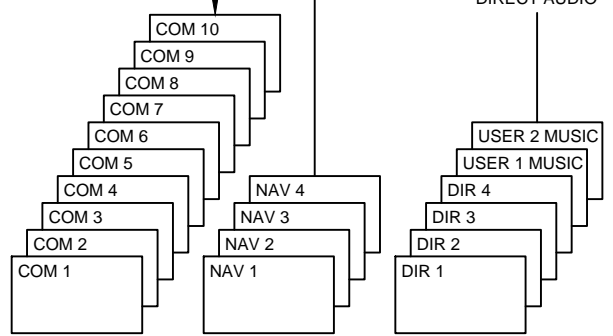 DIRECT AUDIO
COM 10
COM 9
COM 8
COM 7
COM 6
COM 5
COM 4
COM 3
COM 2
COM 1
NAV 4
NAV 3
NAV 2
NAV 1
USER 2 MUSIC
USER 1 MUSIC
DIR 4
DIR 3
DIR 2
DIR 1